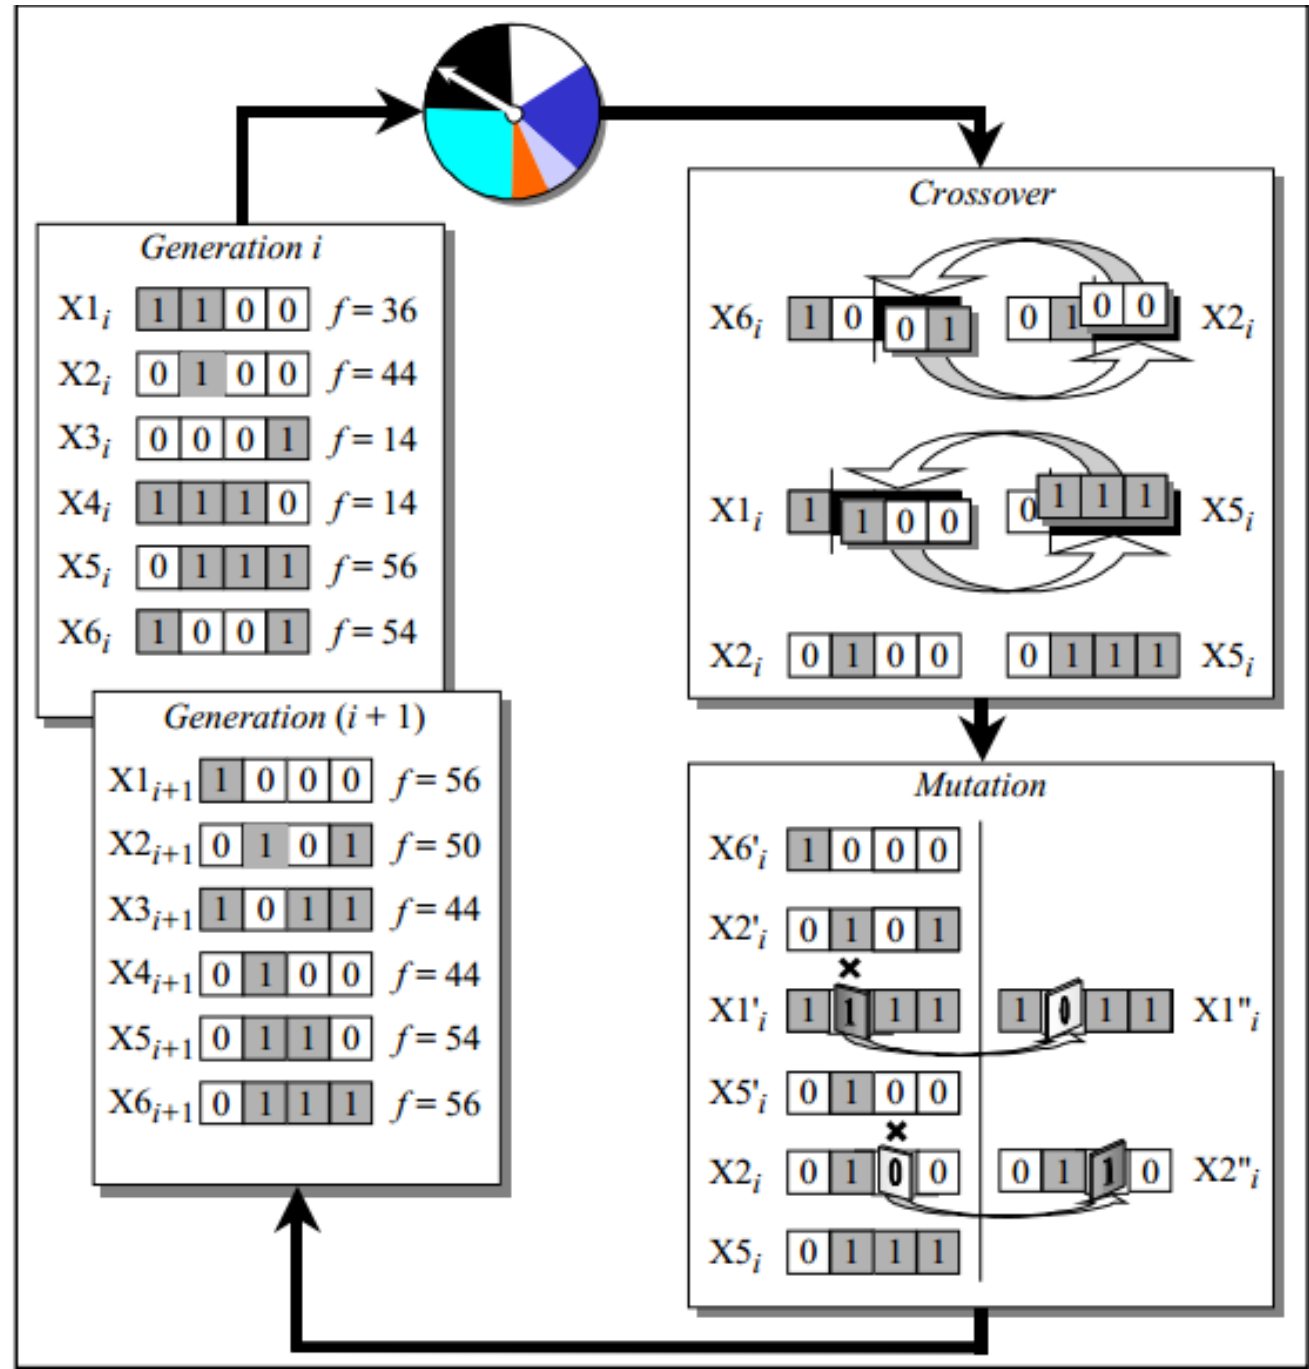 Generation i
X1i 1 1 0 0 f = 36
X2i 0 1 0 0 f = 44
X3i 0 0 0 1 f = 14
X4i 1 1 1 0 f = 14
X5i 0 1 1 1 f = 56
X6i 1 0 0 1 f = 54
Generation (i + 1)
X1i+1 1 0 0 0 f = 56
X2i+1 0 1 0 1 f = 50
X3i+1 1 0 1 1 f = 44
X4i+1 0 1 0 0 f = 44
X5i+1 0 1 1 0 f = 54
X6i+1 0 1 1 1 f = 56
Crossover
X6i 1 0 0 1 0 1 0 0 X2i
X1i 1 1 0 0 0 1 1 1 X5i
X2i 0 1 0 0 0 1 1 1 X5i
Mutation
X6'i 1 0 0 0
X2'i 0 1 0 1
X1'i 1 1 1 1 1 0 1 1 X1"i
X5'i 0 1 0 0
X2i 0 1 0 0 0 1 1 0 X2"i
X5i 0 1 1 1